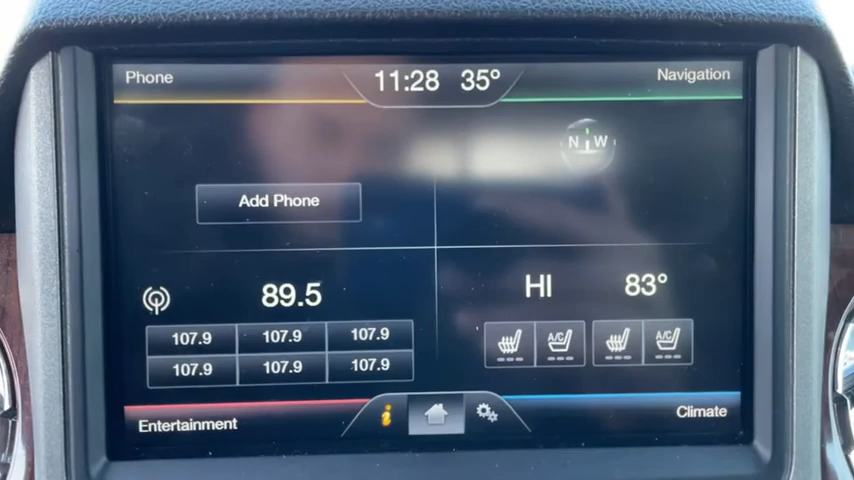 Phone
11:28 35°
Navigation
N W
Add Phone
89.5
HI 83°
107.9 107.9 107.9
A/C A/C
107.9 107.9 107.9
Entertainment
i
Climate